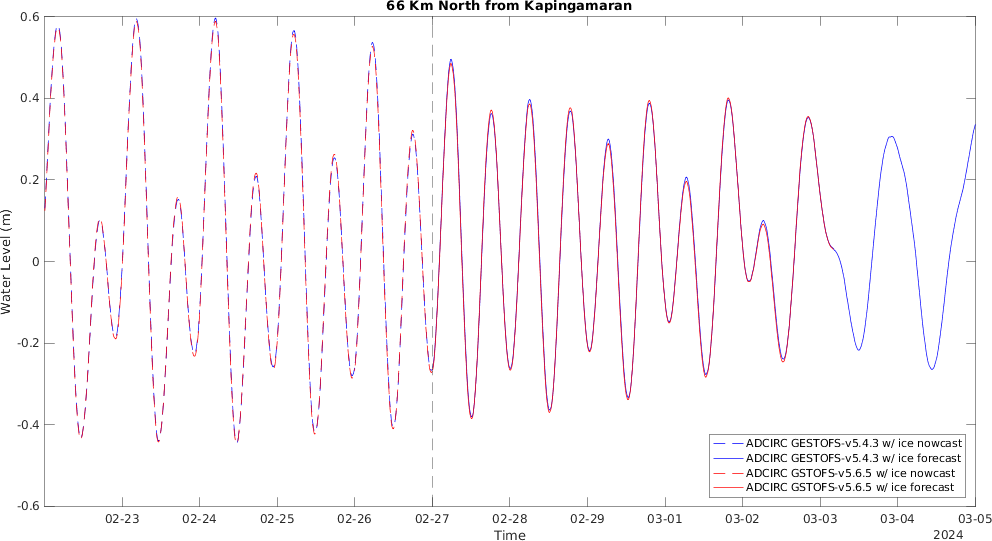 66 Km North from Kapingamaran
0.6
0.4
0.2
0
-0.2
-0.4
-0.6
Water Level (m)
02-23 02-24 02-25 02-26 02-27 02-28 02-29 03-01 03-02 03-03 03-04 03-05
Time
2024
ADCIRC GESTOFS-v5.4.3 w/ ice nowcast
ADCIRC GESTOFS-v5.4.3 w/ ice forecast
ADCIRC GSTOFS-v5.6.5 w/ ice nowcast
ADCIRC GSTOFS-v5.6.5 w/ ice forecast